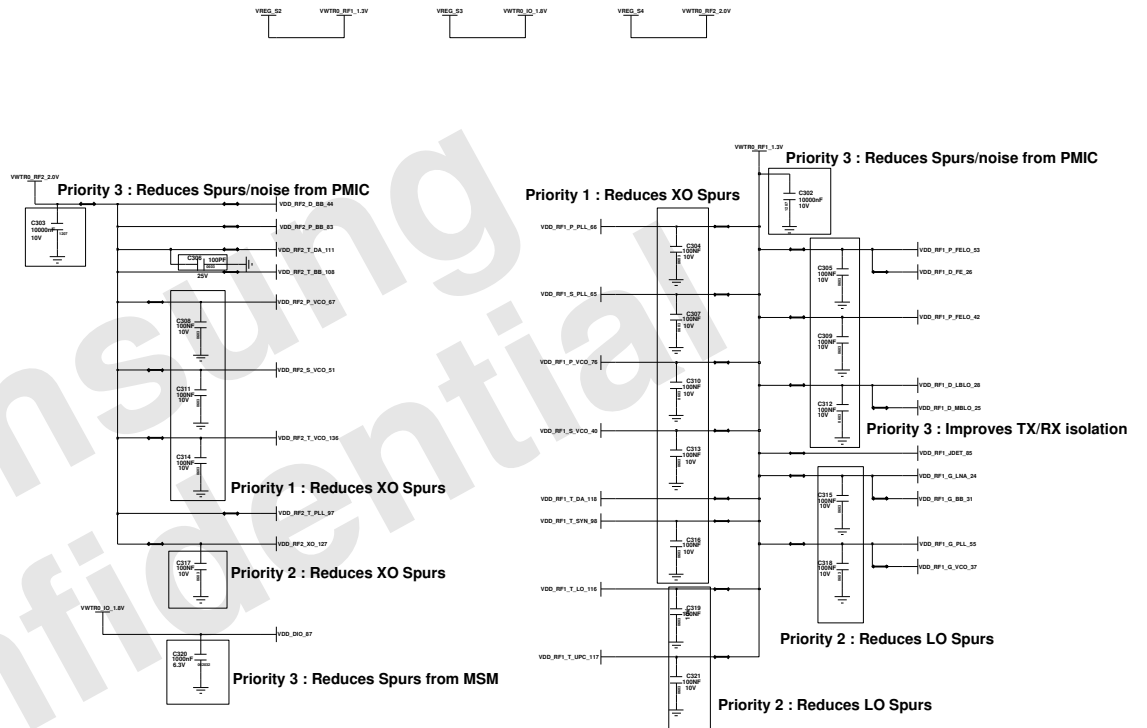 VREG_S2
VWTR0_RF1_1.3V
VREG_S3
VWTR0_IO_1.8V
VREG_S4
VWTR0_RF2_2.0V
VWTR0_RF2_2.0V
Priority 3 : Reduces Spurs/noise from PMIC
C303
10000nF
10V
VDD_RF2_D_BB_44
VDD_RF2_P_BB_83
VDD_RF2_T_DA_111
C306
100PF
25V
VDD_RF2_T_BB_108
VDD_RF2_P_VCO_67
C308
100NF
10V
VDD_RF2_S_VCO_51
C311
100NF
10V
VDD_RF2_T_VCO_136
C314
100NF
10V
Priority 1 : Reduces XO Spurs
VDD_RF2_T_PLL_97
VDD_RF2_XO_127
C317
100NF
10V
Priority 2 : Reduces XO Spurs
VWTR0_IO_1.8V
VDD_DIO_87
C320
1000nF
6.3V
Priority 3 : Reduces Spurs from MSM
Priority 1 : Reduces XO Spurs
VDD_RF1_P_PLL_66
C304
100NF
10V
VDD_RF1_S_PLL_65
C307
100NF
10V
VDD_RF1_P_VCO_76
C310
100NF
10V
VDD_RF1_S_VCO_40
C313
100NF
10V
VDD_RF1_T_DA_118
VDD_RF1_T_SYN_98
C316
100NF
10V
VDD_RF1_T_LO_116
C319
100NF
VDD_RF1_T_UPC_117
C321
100NF
10V
Priority 2 : Reduces LO Spurs
VWTR0_RF1_1.3V
Priority 3 : Reduces Spurs/noise from PMIC
C302
10000nF
10V
VDD_RF1_P_FELO_53
C305
100NF
10V
VDD_RF1_D_FE_26
VDD_RF1_P_FELO_42
C309
100NF
10V
VDD_RF1_D_LBLO_28
C312
100NF
10V
VDD_RF1_D_MBLO_25
Priority 3 : Improves TX/RX isolation
VDD_RF1_JDET_85
VDD_RF1_G_LNA_24
C315
100NF
10V
VDD_RF1_G_BB_31
VDD_RF1_G_PLL_55
C318
100NF
10V
VDD_RF1_G_VCO_37
Priority 2 : Reduces LO Spurs
nsung
nfidential